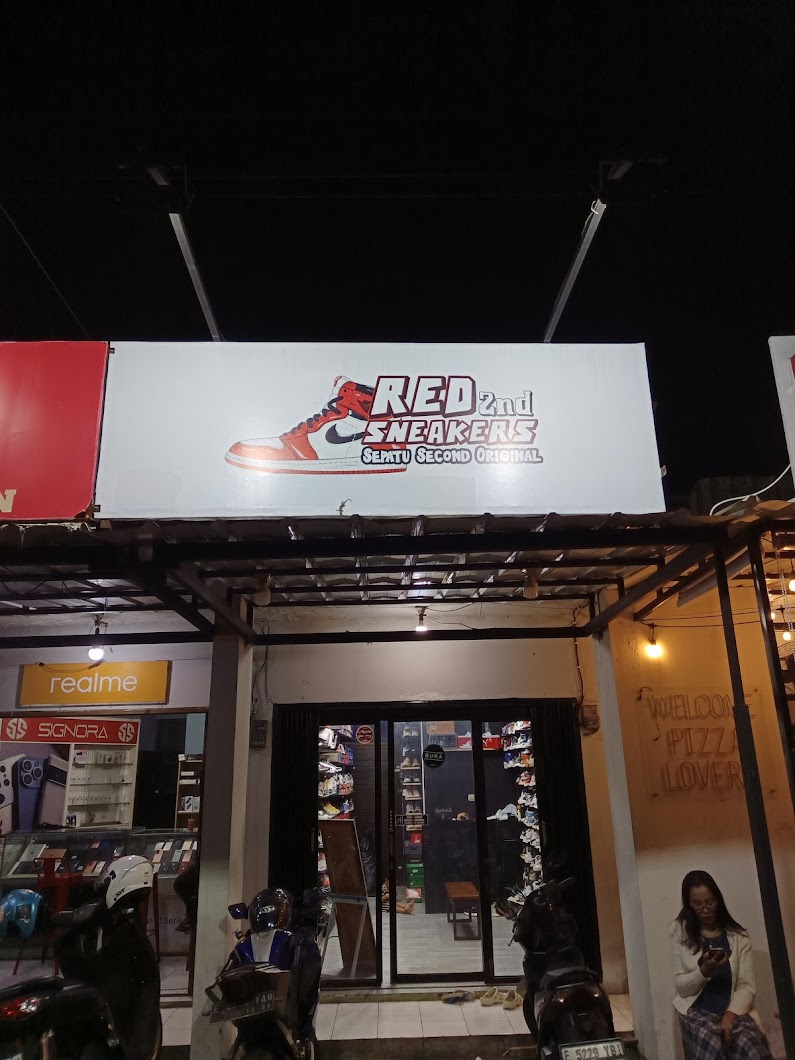 RED 2nd
SNEAKERS
SEPATU SECOND ORIGINAL
N
realme
SIGNORA
BUKA
WELCOME
PIZZA
LOVER